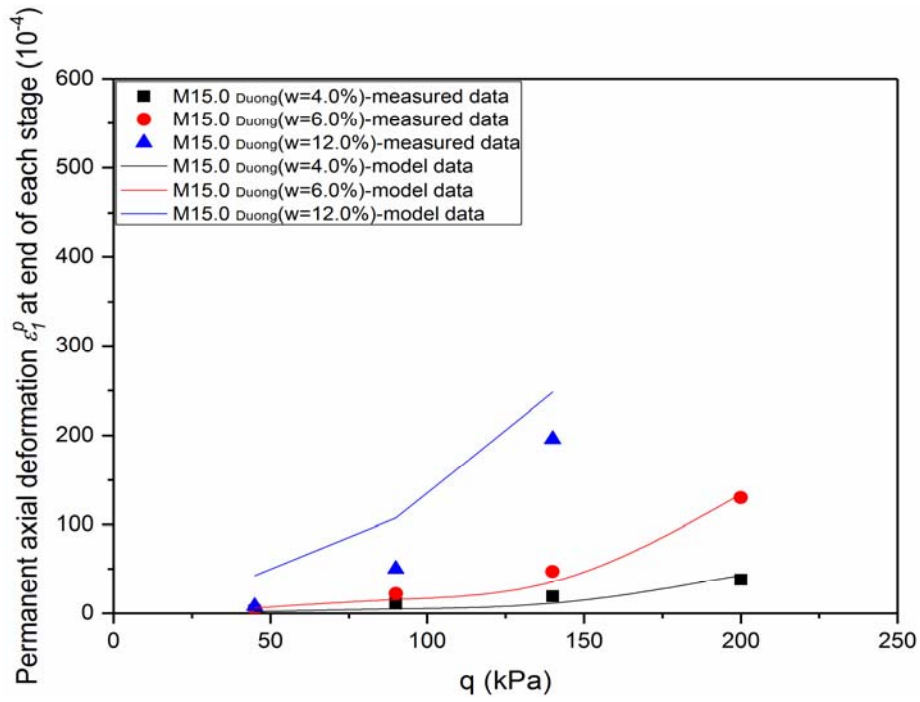 Permanent axial deformation ε₁ᵖ at end of each stage (10⁻⁴)
600
500
400
300
200
100
0
M15.0 Duong(w=4.0%)-measured data
M15.0 Duong(w=6.0%)-measured data
M15.0 Duong(w=12.0%)-measured data
M15.0 Duong(w=4.0%)-model data
M15.0 Duong(w=6.0%)-model data
M15.0 Duong(w=12.0%)-model data
0 50 100 150 200 250
q (kPa)